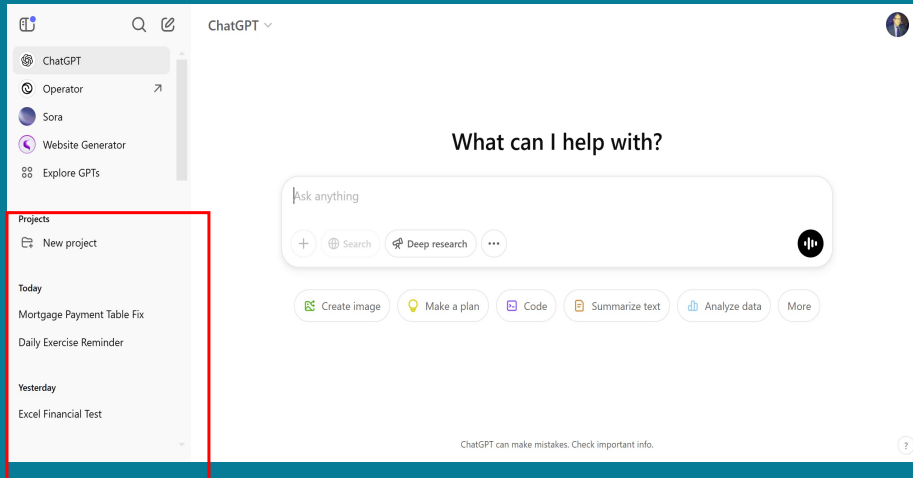 ChatGPT
ChatGPT
Operator
Sora
Website Generator
Explore GPTs
Projects
New project
Today
Mortgage Payment Table Fix
Daily Exercise Reminder
Yesterday
Excel Financial Test
What can I help with?
Ask anything
Search
Deep research
Create image
Make a plan
Code
Summarize text
Analyze data
More
ChatGPT can make mistakes. Check important info.
?